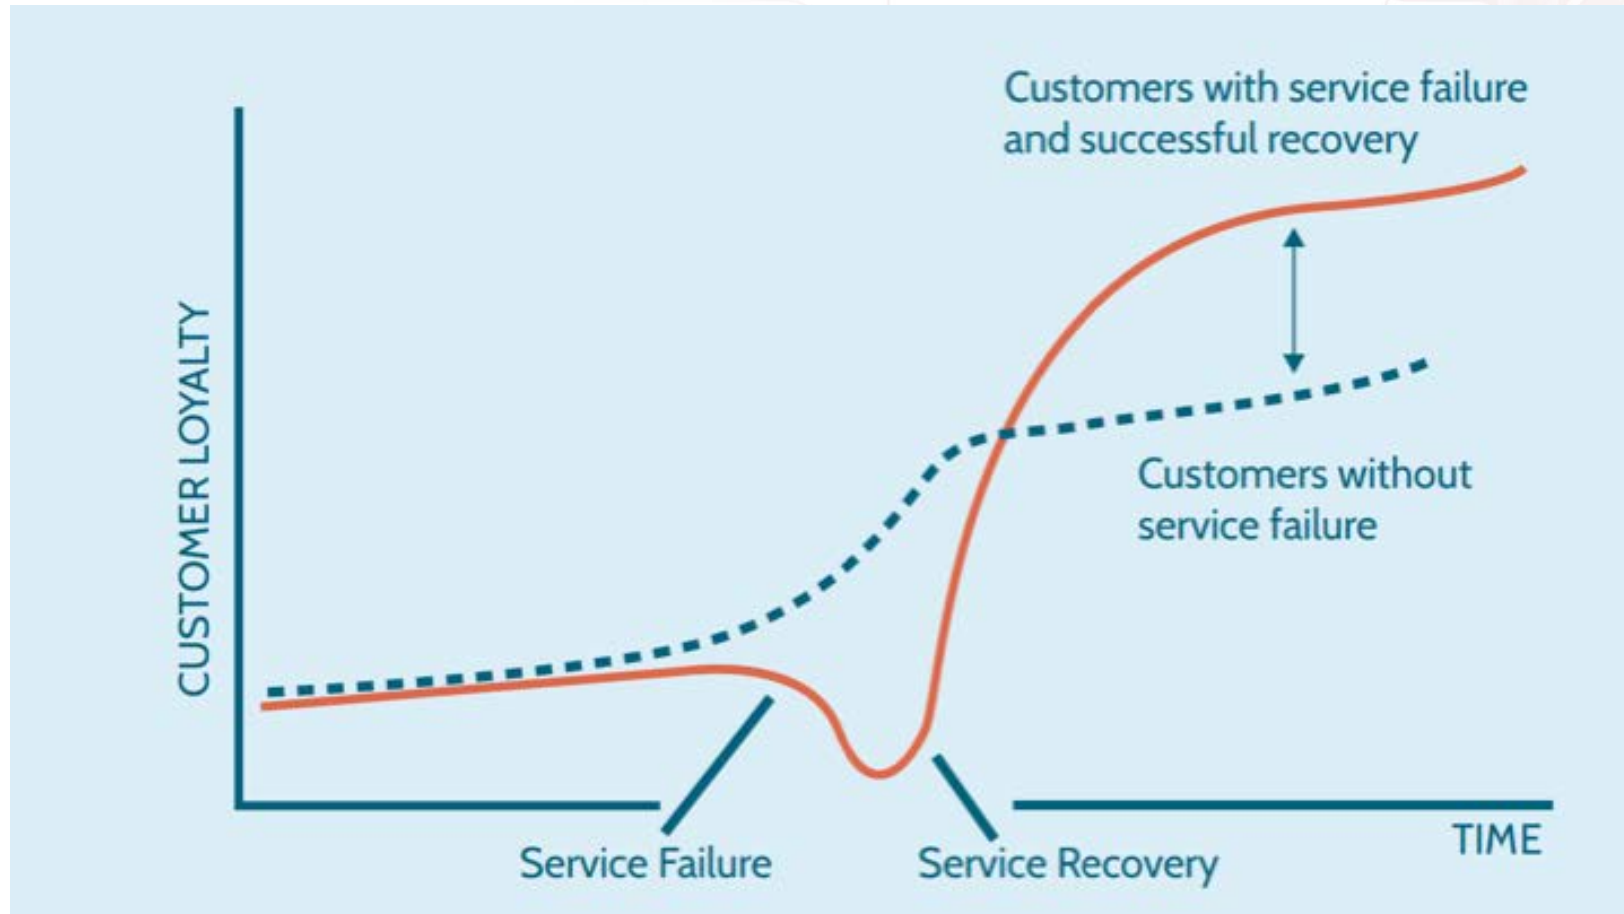 Customers with service failure
and successful recovery
CUSTOMER LOYALTY
Customers without
service failure
TIME
Service Failure
Service Recovery